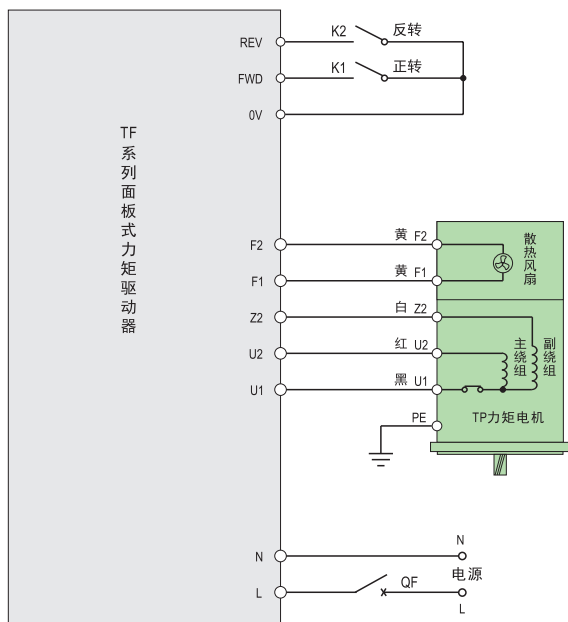 REV
K2
反转
FWD
K1
正转
0V
TF系列面板式力矩驱动器
F2
黄 F2
散热风扇
F1
黄 F1
Z2
白 Z2
U2
红 U2
主绕组
副绕组
U1
黑 U1
TP力矩电机
PE
N
N
电源
L
QF
L